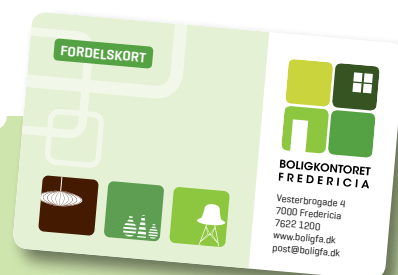 FORDELSKORT
BOLIGKONTORET
FREDERICIA
Vesterbrogade 4
7000 Fredericia
7622 1200
www.boligfa.dk
post@boligfa.dk